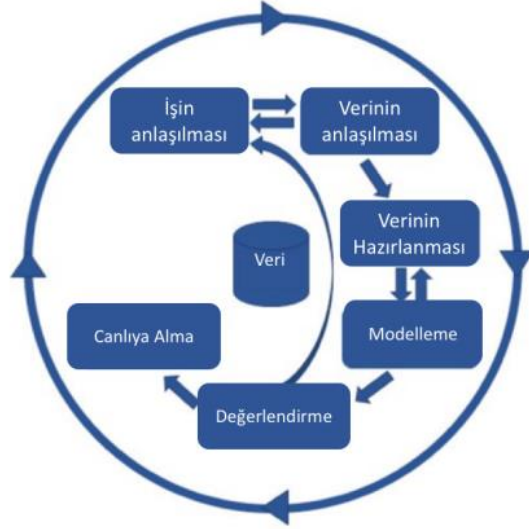 İşin
anlaşılması
Verinin
anlaşılması
Verinin
Hazırlanması
Veri
Modelleme
Canlıya Alma
Değerlendirme